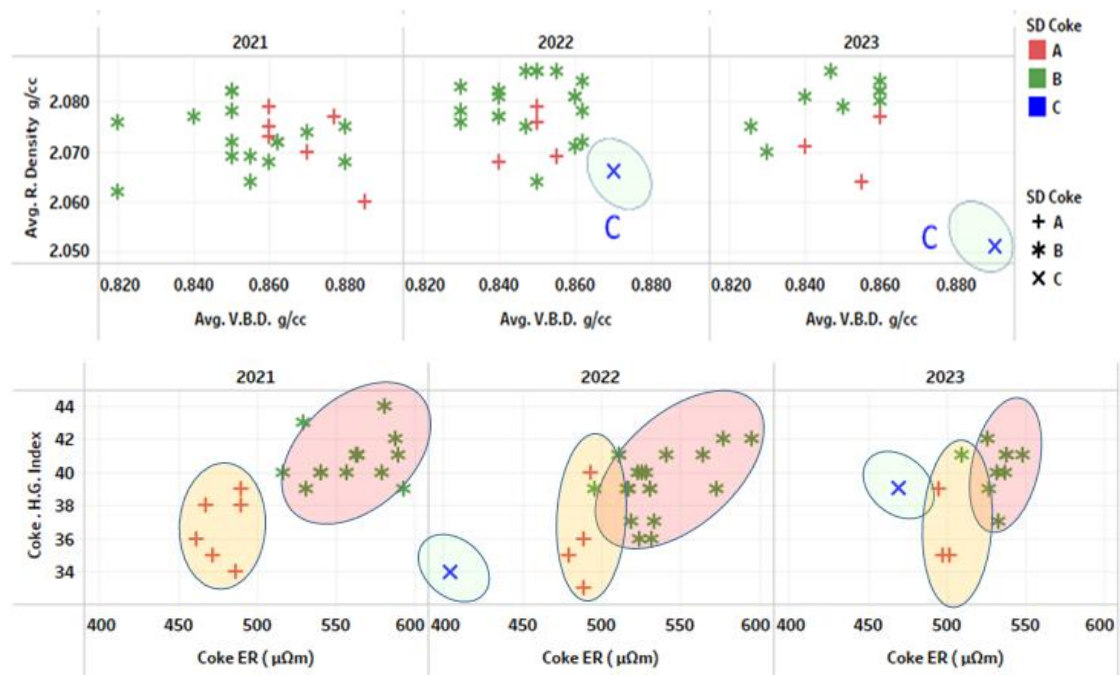 2021 2022 2023
SD Coke
A
B
C
Avg. R. Density g/cc
2.080
2.070
2.060
2.050
C
C
SD Coke
A
B
C
0.820 0.840 0.860 0.880 0.820 0.840 0.860 0.880 0.820 0.840 0.860 0.880
Avg. V.B.D. g/cc Avg. V.B.D. g/cc Avg. V.B.D. g/cc
2021 2022 2023
Coke . H.G. Index
44
42
40
38
36
34
400 450 500 550 600 400 450 500 550 600 400 450 500 550 600
Coke ER ( μΩm) Coke ER ( μΩm) Coke ER ( μΩm)